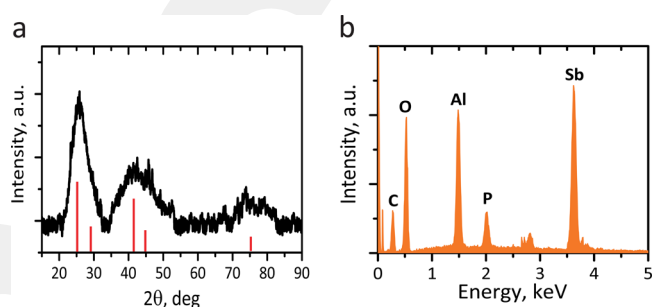 a
Intensity, a.u.
20 30 40 50 60 70 80 90
2θ, deg
b
Intensity, a.u.
C
O
Al
P
Sb
0 1 2 3 4 5
Energy, keV